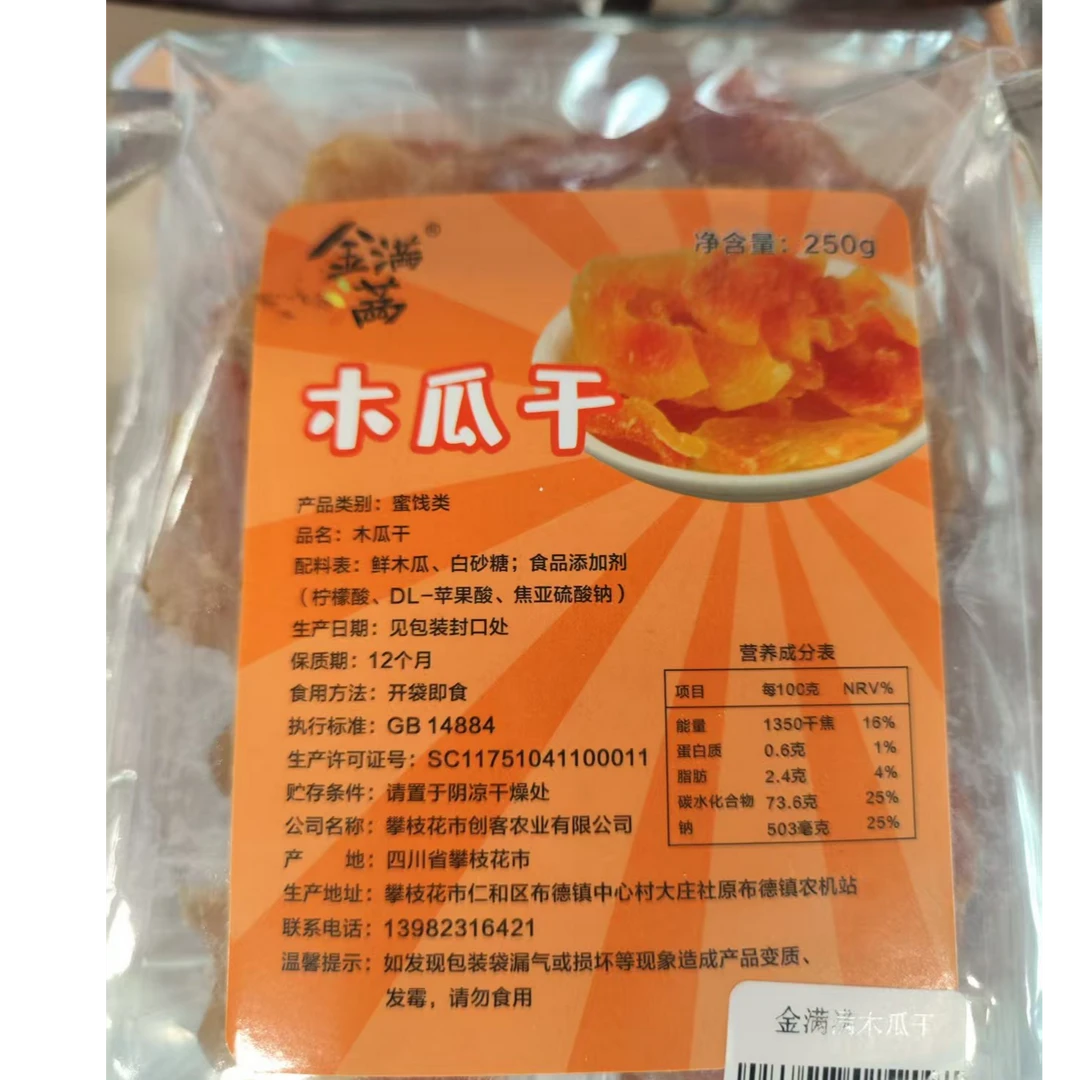 金满
净含量：250g
木瓜干
产品类别：蜜饯类
品名：木瓜干
配料表：鲜木瓜、白砂糖；食品添加剂
（柠檬酸、DL-苹果酸、焦亚硫酸钠）
生产日期：见包装封口处
保质期：12个月
食用方法：开袋即食
执行标准：GB 14884
生产许可证号：SC11751041100011
贮存条件：请置于阴凉干燥处
公司名称：攀枝花市创客农业有限公司
产 地：四川省攀枝花市
生产地址：攀枝花市仁和区布德镇中心村大庄社原布德镇农机站
联系电话：13982316421
温馨提示：如发现包装袋漏气或损坏等现象造成产品变质、
发霉，请勿食用
营养成分表
项目 每100克 NRV%
能量 1350千焦 16%
蛋白质 0.6克 1%
脂肪 2.4克 4%
碳水化合物 73.6克 25%
钠 503毫克 25%
金满满木瓜干